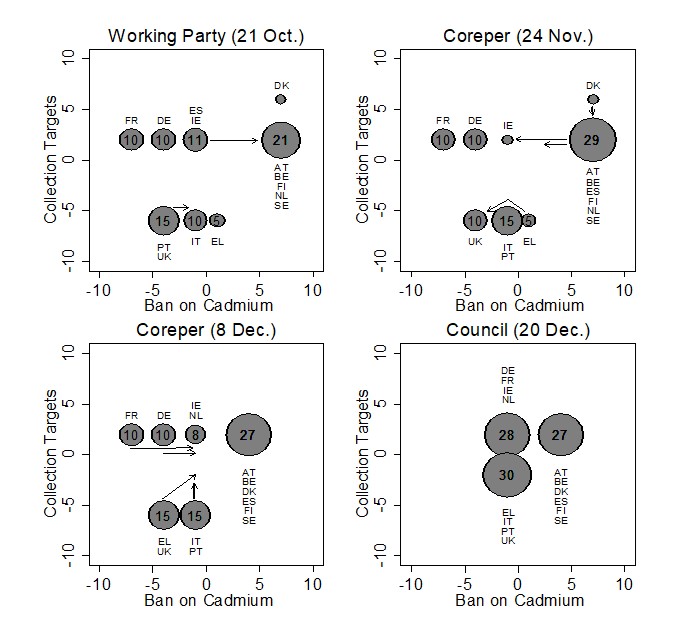 Working Party (21 Oct.)
Collection Targets
10
5
0
-5
-10
DK
ES
FR DE IE
10 10 11 21
AT
BE
FI
NL
SE
15 10 5
PT IT EL
UK
-10 -5 0 5 10
Ban on Cadmium
Coreper (24 Nov.)
Collection Targets
10
5
0
-5
-10
DK
FR DE IE
10 10 29
AT
BE
ES
FI
NL
SE
10 15 5
UK IT EL
PT
-10 -5 0 5 10
Ban on Cadmium
Coreper (8 Dec.)
Collection Targets
10
5
0
-5
-10
IE
FR DE NL
10 10 8 27
AT
BE
DK
ES
FI
SE
15 15
EL IT
UK PT
-10 -5 0 5 10
Ban on Cadmium
Council (20 Dec.)
Collection Targets
10
5
0
-5
-10
DE
FR
IE
NL
28 27
30
AT
BE
DK
ES
FI
SE
EL
IT
PT
UK
-10 -5 0 5 10
Ban on Cadmium